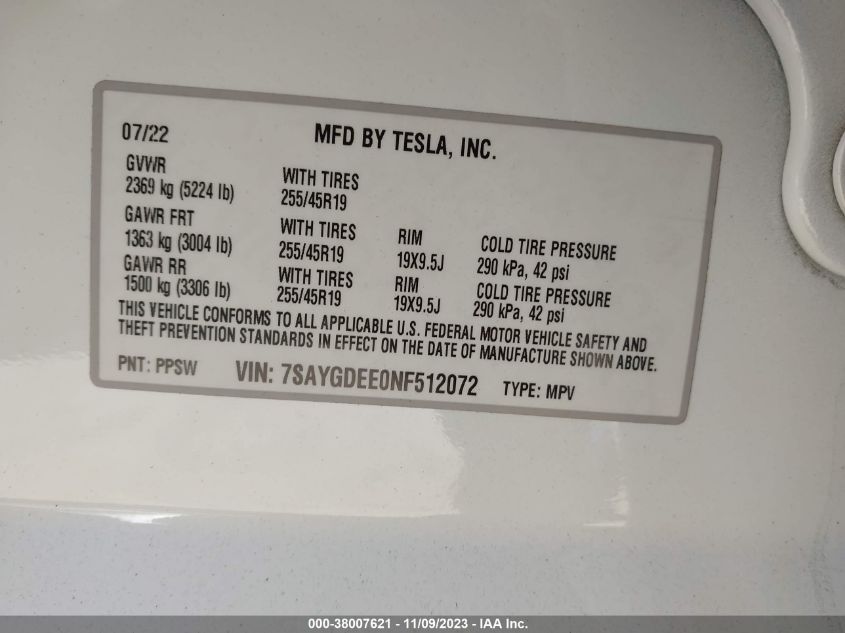 07/22 MFD BY TESLA, INC.
GVWR
2369 kg (5224 lb) WITH TIRES 255/45R19
GAWR FRT
1363 kg (3004 lb) WITH TIRES 255/45R19 RIM 19X9.5J COLD TIRE PRESSURE 290 kPa, 42 psi
GAWR RR
1500 kg (3306 lb) WITH TIRES 255/45R19 RIM 19X9.5J COLD TIRE PRESSURE 290 kPa, 42 psi
THIS VEHICLE CONFORMS TO ALL APPLICABLE U.S. FEDERAL MOTOR VEHICLE SAFETY AND
THEFT PREVENTION STANDARDS IN EFFECT ON THE DATE OF MANUFACTURE SHOWN ABOVE.
PNT: PPSW VIN: 7SAYGDEE0NF512072 TYPE: MPV
000-38007621 - 11/09/2023 - IAA Inc.